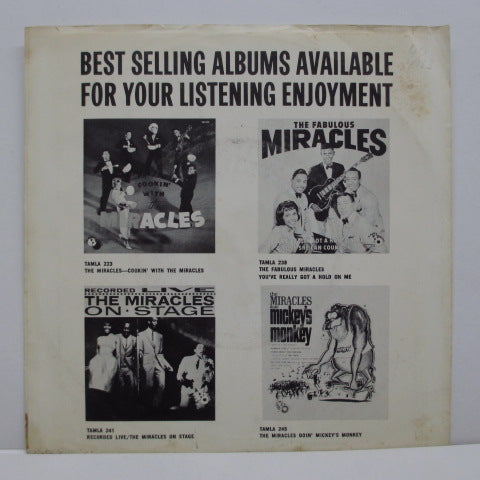 BEST SELLING ALBUMS AVAILABLE
FOR YOUR LISTENING ENJOYMENT
COOKIN' WITH
MIRACLES
TAMLA 223
THE MIRACLES—COOKIN' WITH THE MIRACLES
THE FABULOUS
MIRACLES
TAMLA 238
THE FABULOUS MIRACLES
YOU'VE REALLY GOT A HOLD ON ME
RECORDED LIVE
THE MIRACLES
ON • STAGE
TAMLA 241
RECORDED LIVE/THE MIRACLES ON STAGE
the MIRACLES
mickey's
monkey
TAMLA 245
THE MIRACLES DOIN' MICKEY'S MONKEY